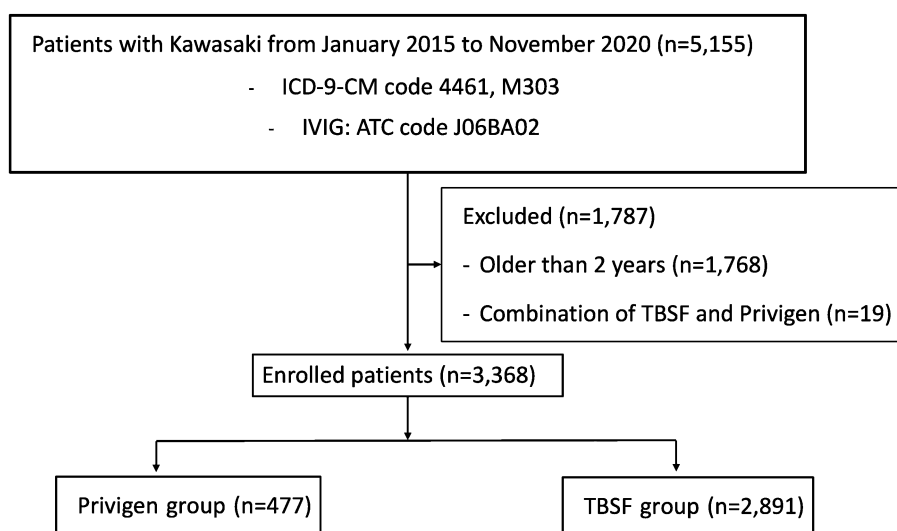 Patients with Kawasaki from January 2015 to November 2020 (n=5,155)
- ICD-9-CM code 4461, M303
- IVIG: ATC code J06BA02
Excluded (n=1,787)
- Older than 2 years (n=1,768)
- Combination of TBSF and Privigen (n=19)
Enrolled patients (n=3,368)
Privigen group (n=477)
TBSF group (n=2,891)